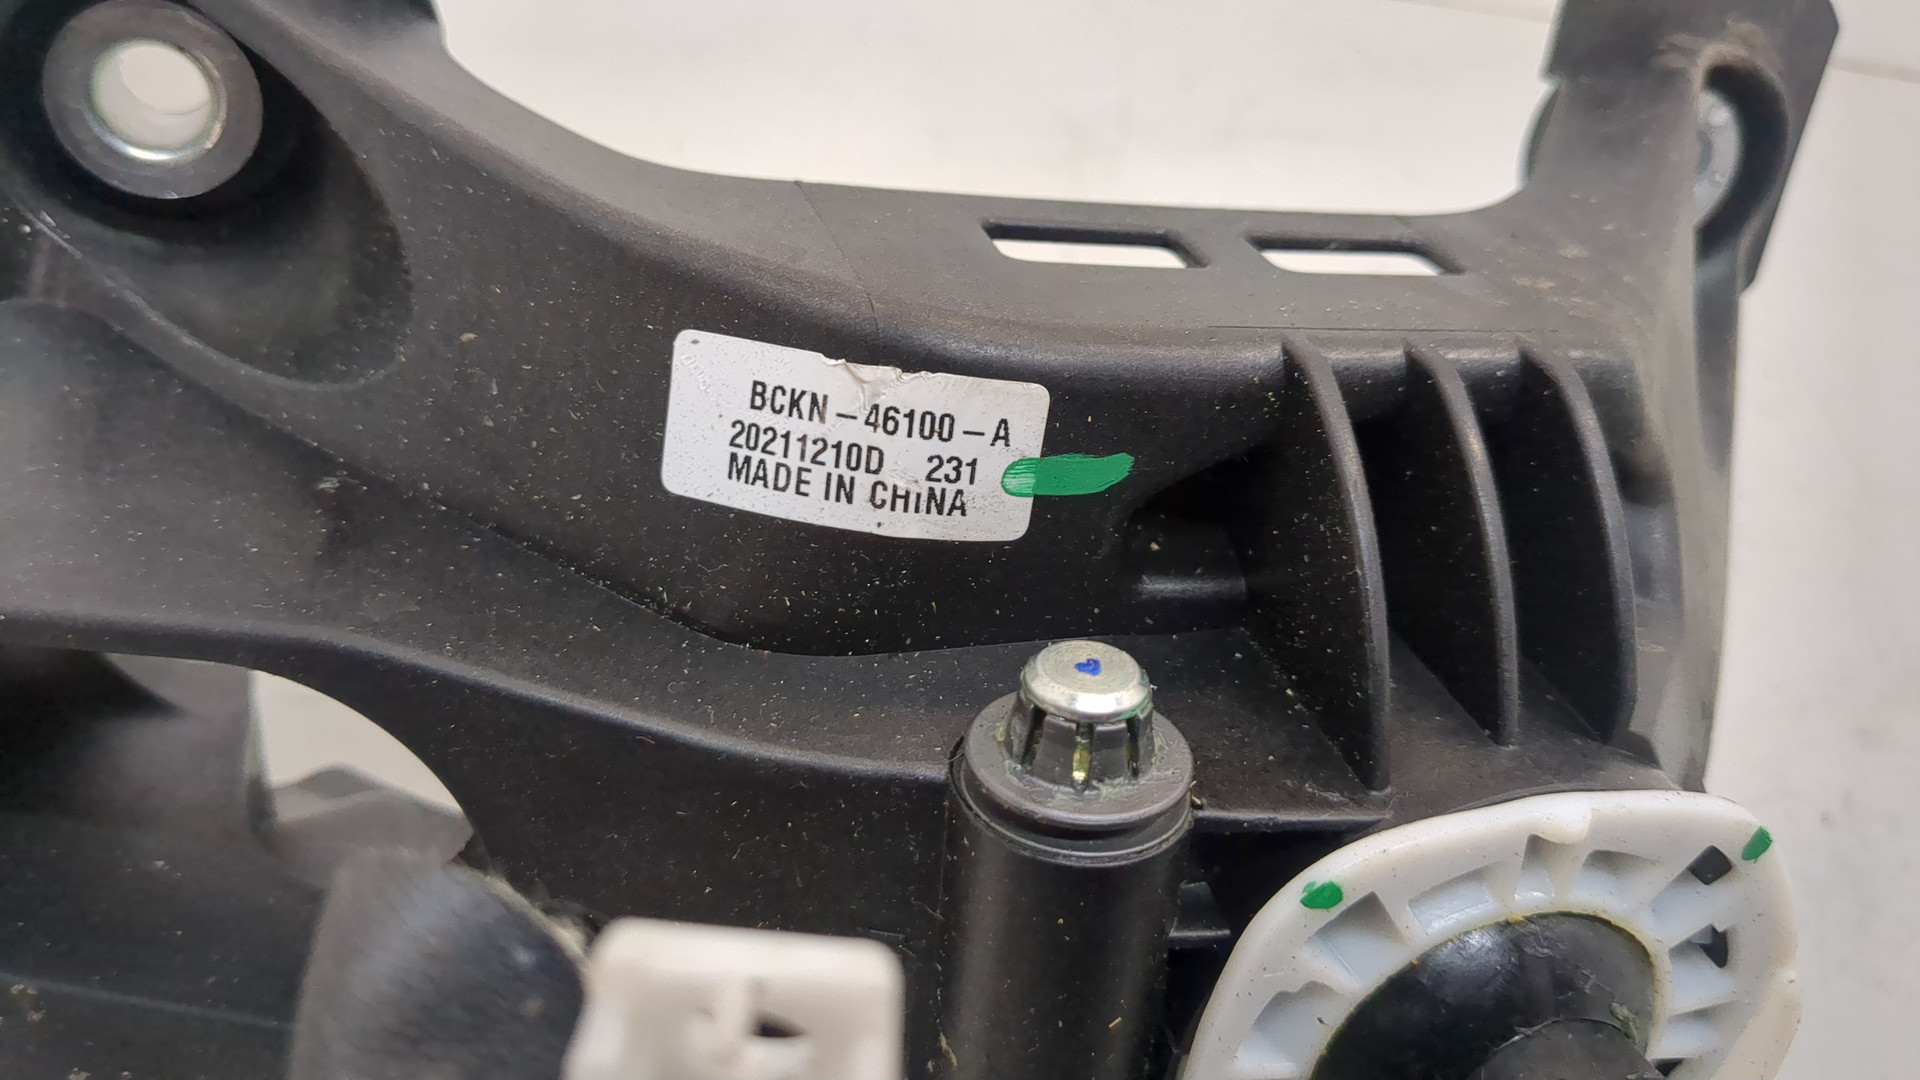 BCKN-46100-A
20211210D 231
MADE IN CHINA